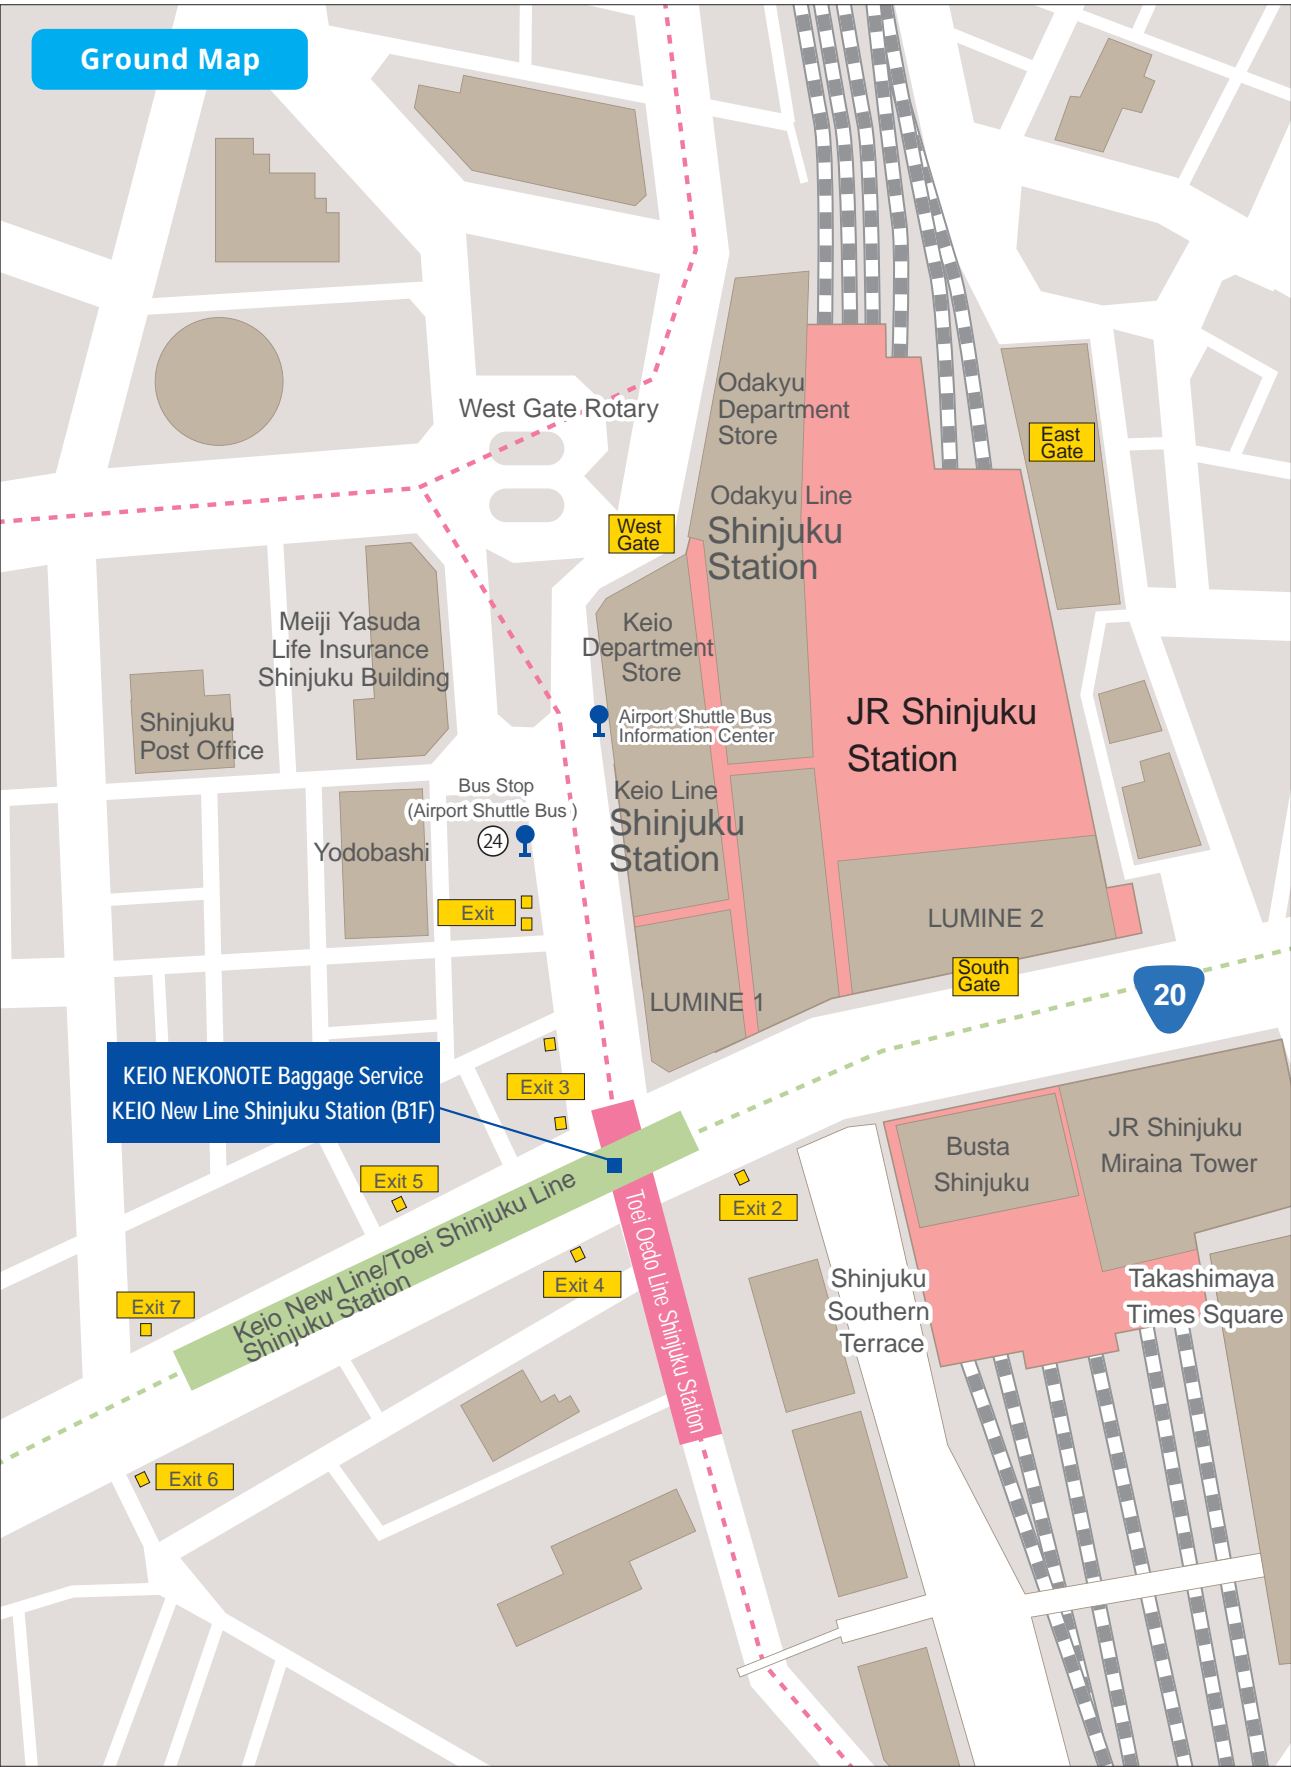 Ground Map
West Gate Rotary
Odakyu
Department
Store
East
Gate
Odakyu Line
Shinjuku
Station
West
Gate
Meiji Yasuda
Life Insurance
Shinjuku Building
Keio
Department
Store
Shinjuku
Post Office
Airport Shuttle Bus
Information Center
JR Shinjuku
Station
Bus Stop
(Airport Shuttle Bus )
24
Keio Line
Shinjuku
Station
Yodobashi
Exit
LUMINE 2
South
Gate
20
LUMINE 1
KEIO NEKONOTE Baggage Service
KEIO New Line Shinjuku Station (B1F)
Exit 3
Busta
Shinjuku
JR Shinjuku
Miraina Tower
Exit 5
Exit 2
Keio New Line/Toei Shinjuku Line
Shinjuku Station
Toei Oedo Line Shinjuku Station
Exit 4
Exit 7
Shinjuku
Southern
Terrace
Takashimaya
Times Square
Exit 6